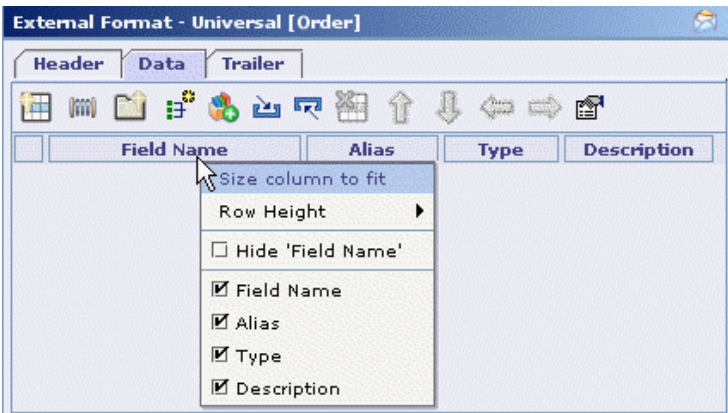 External Format - Universal [Order]
Header Data Trailer
Field Name Alias Type Description
Size column to fit
Row Height
Hide 'Field Name'
Field Name
Alias
Type
Description